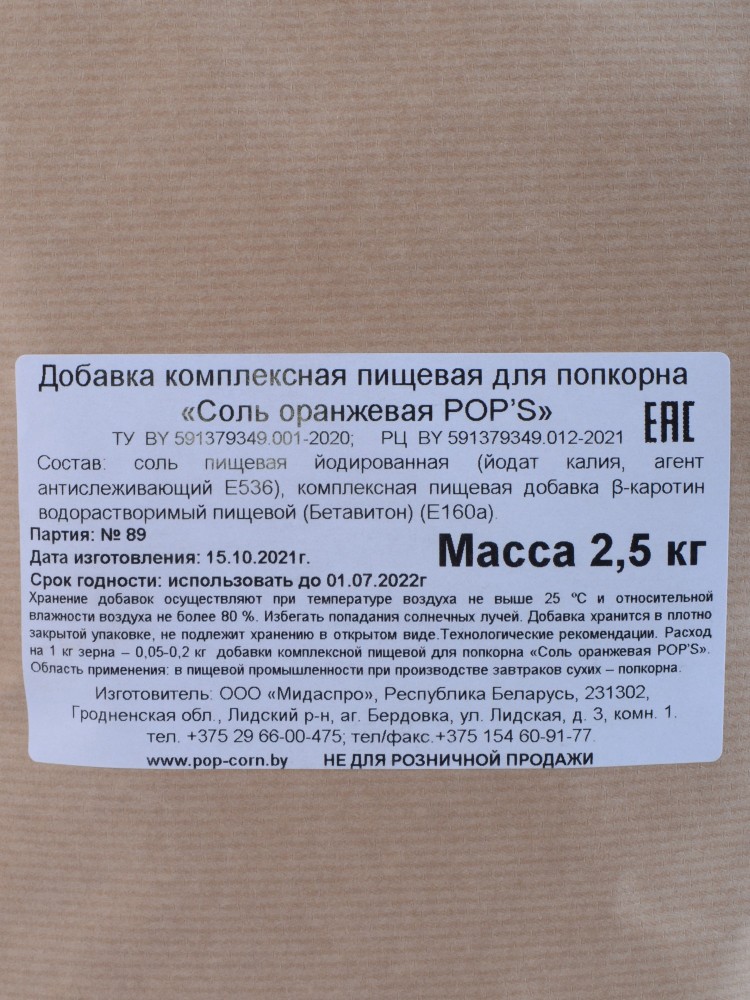 Добавка комплексная пищевая для попкорна
«Соль оранжевая POP'S»
ТУ BY 591379349.001-2020; РЦ BY 591379349.012-2021
EAC
Состав: соль пищевая йодированная (йодат калия, агент
антислеживающий Е536), комплексная пищевая добавка β-каротин
водорастворимый пищевой (Бетавитон) (Е160а).
Партия: № 89
Дата изготовления: 15.10.2021г.
Масса 2,5 кг
Срок годности: использовать до 01.07.2022г
Хранение добавок осуществляют при температуре воздуха не выше 25 ºС и относительной
влажности воздуха не более 80 %. Избегать попадания солнечных лучей. Добавка хранится в плотно
закрытой упаковке, не подлежит хранению в открытом виде.Технологические рекомендации. Расход
на 1 кг зерна – 0,05-0,2 кг добавки комплексной пищевой для попкорна «Соль оранжевая POP'S».
Область применения: в пищевой промышленности при производстве завтраков сухих – попкорна.
Изготовитель: ООО «Мидаспро», Республика Беларусь, 231302,
Гродненская обл., Лидский р-н, аг. Бердовка, ул. Лидская, д. 3, комн. 1.
тел. +375 29 66-00-475; тел/факс.+375 154 60-91-77.
www.pop-corn.by НЕ ДЛЯ РОЗНИЧНОЙ ПРОДАЖИ